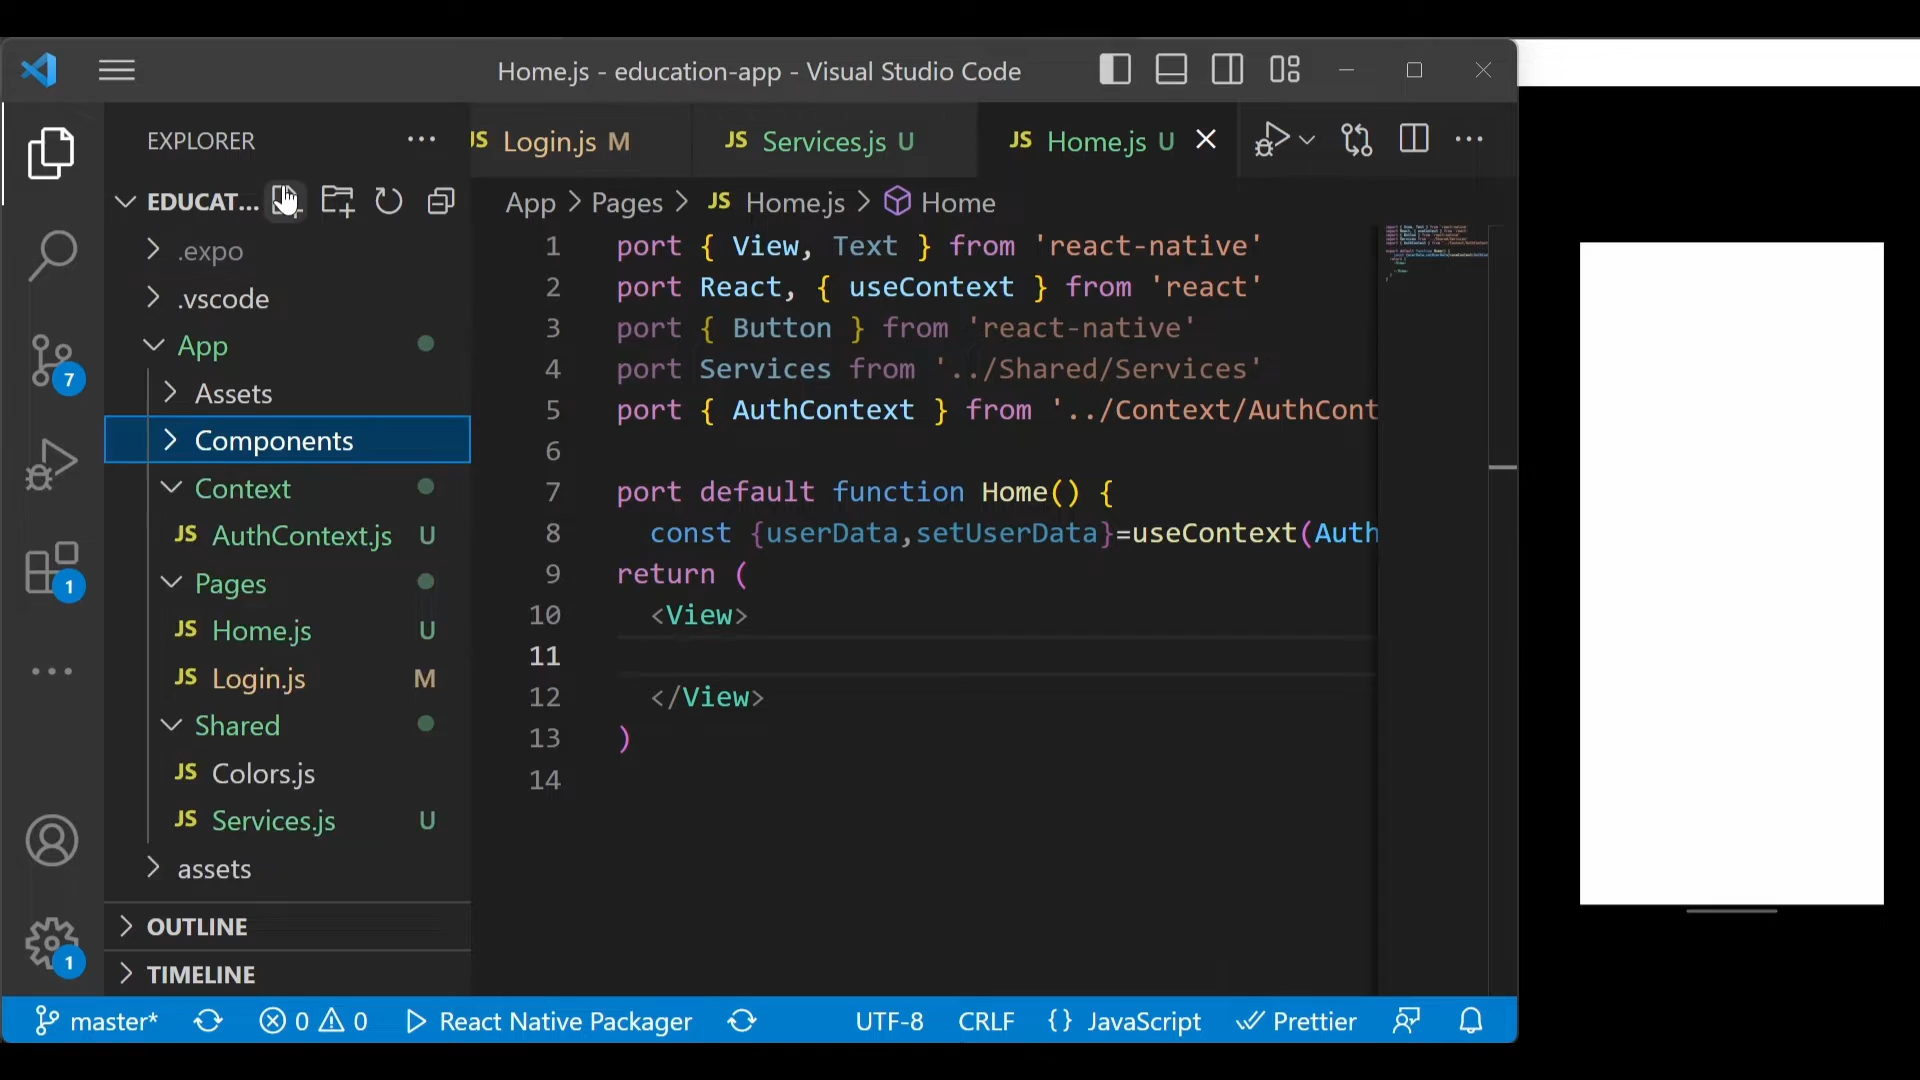 Home.js - education-app - Visual Studio Code
EXPLORER
JS Login.js M
JS Services.js U
JS Home.js U
EDUCAT...
App > Pages > JS Home.js > Home
.expo
.vscode
App
Assets
Components
Context
JS AuthContext.js U
Pages
JS Home.js U
JS Login.js M
Shared
JS Colors.js
JS Services.js U
assets
OUTLINE
TIMELINE
7
1
1
1 port { View, Text } from 'react-native'
2 port React, { useContext } from 'react'
3 port { Button } from 'react-native'
4 port Services from '../Shared/Services'
5 port { AuthContext } from '../Context/AuthCont
6
7 port default function Home() {
8 const {userData,setUserData}=useContext(Auth
9 return (
10 <View>
11
12 </View>
13 )
14
master* 0 0 React Native Packager UTF-8 CRLF {} JavaScript Prettier